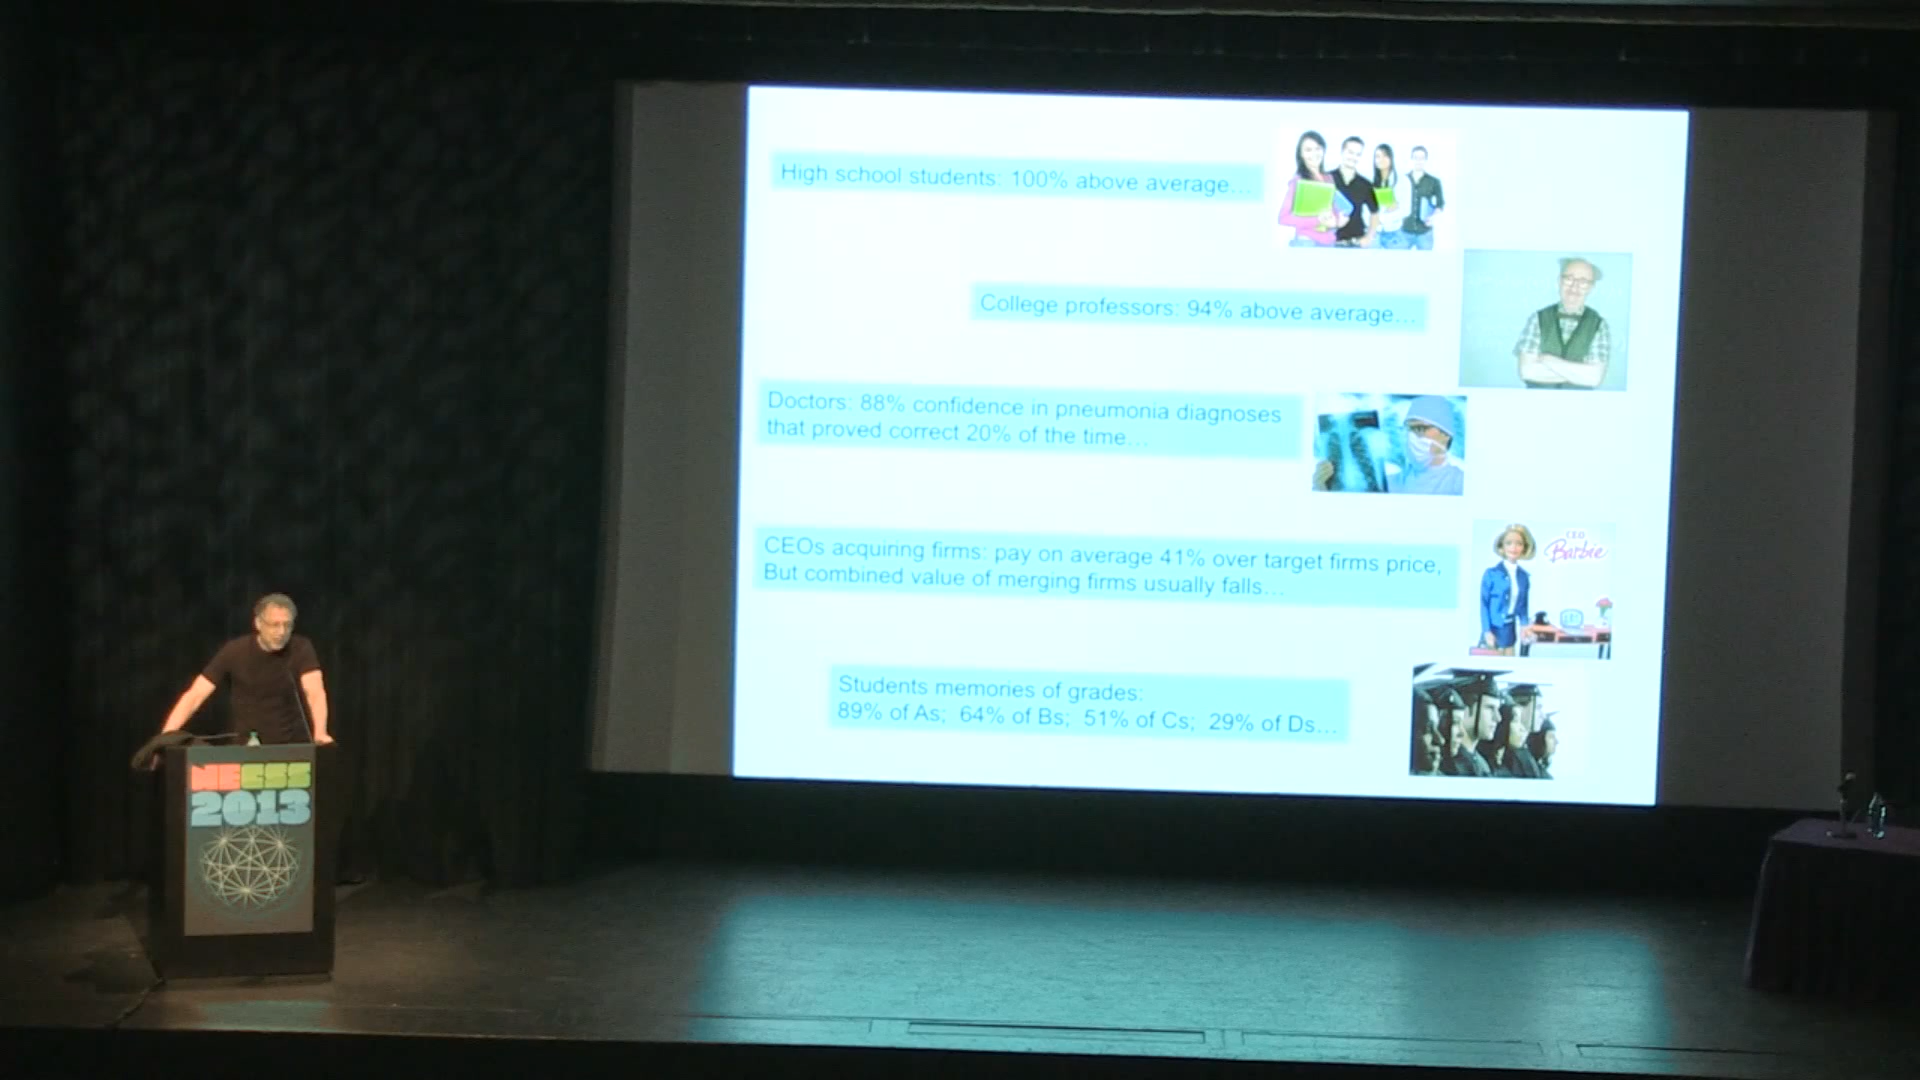 High school students: 100% above average...
College professors: 94% above average...
Doctors: 88% confidence in pneumonia diagnoses
that proved correct 20% of the time...
CEOs acquiring firms: pay on average 41% over target firms price,
But combined value of merging firms usually falls...
CEO
Barbie
Students memories of grades:
89% of As; 64% of Bs; 51% of Cs; 29% of Ds...
NECSS
2013